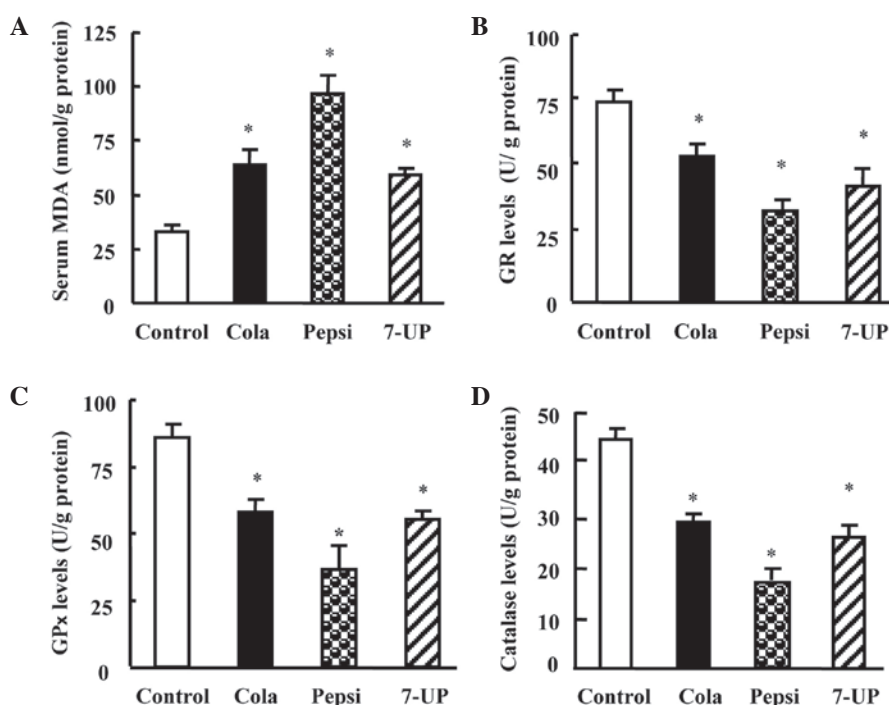 A
Serum MDA (nmol/g protein)
125
100
75
50
25
0
*
*
*
Control Cola Pepsi 7-UP
B
GR levels (U/ g protein)
100
75
50
25
0
*
*
*
Control Cola Pepsi 7-UP
C
GPx levels (U/g protein)
100
75
50
25
0
*
*
*
Control Cola Pepsi 7-UP
D
Catalase levels (U/g protein)
50
40
30
20
10
0
*
*
*
Control Cola Pepsi 7-UP